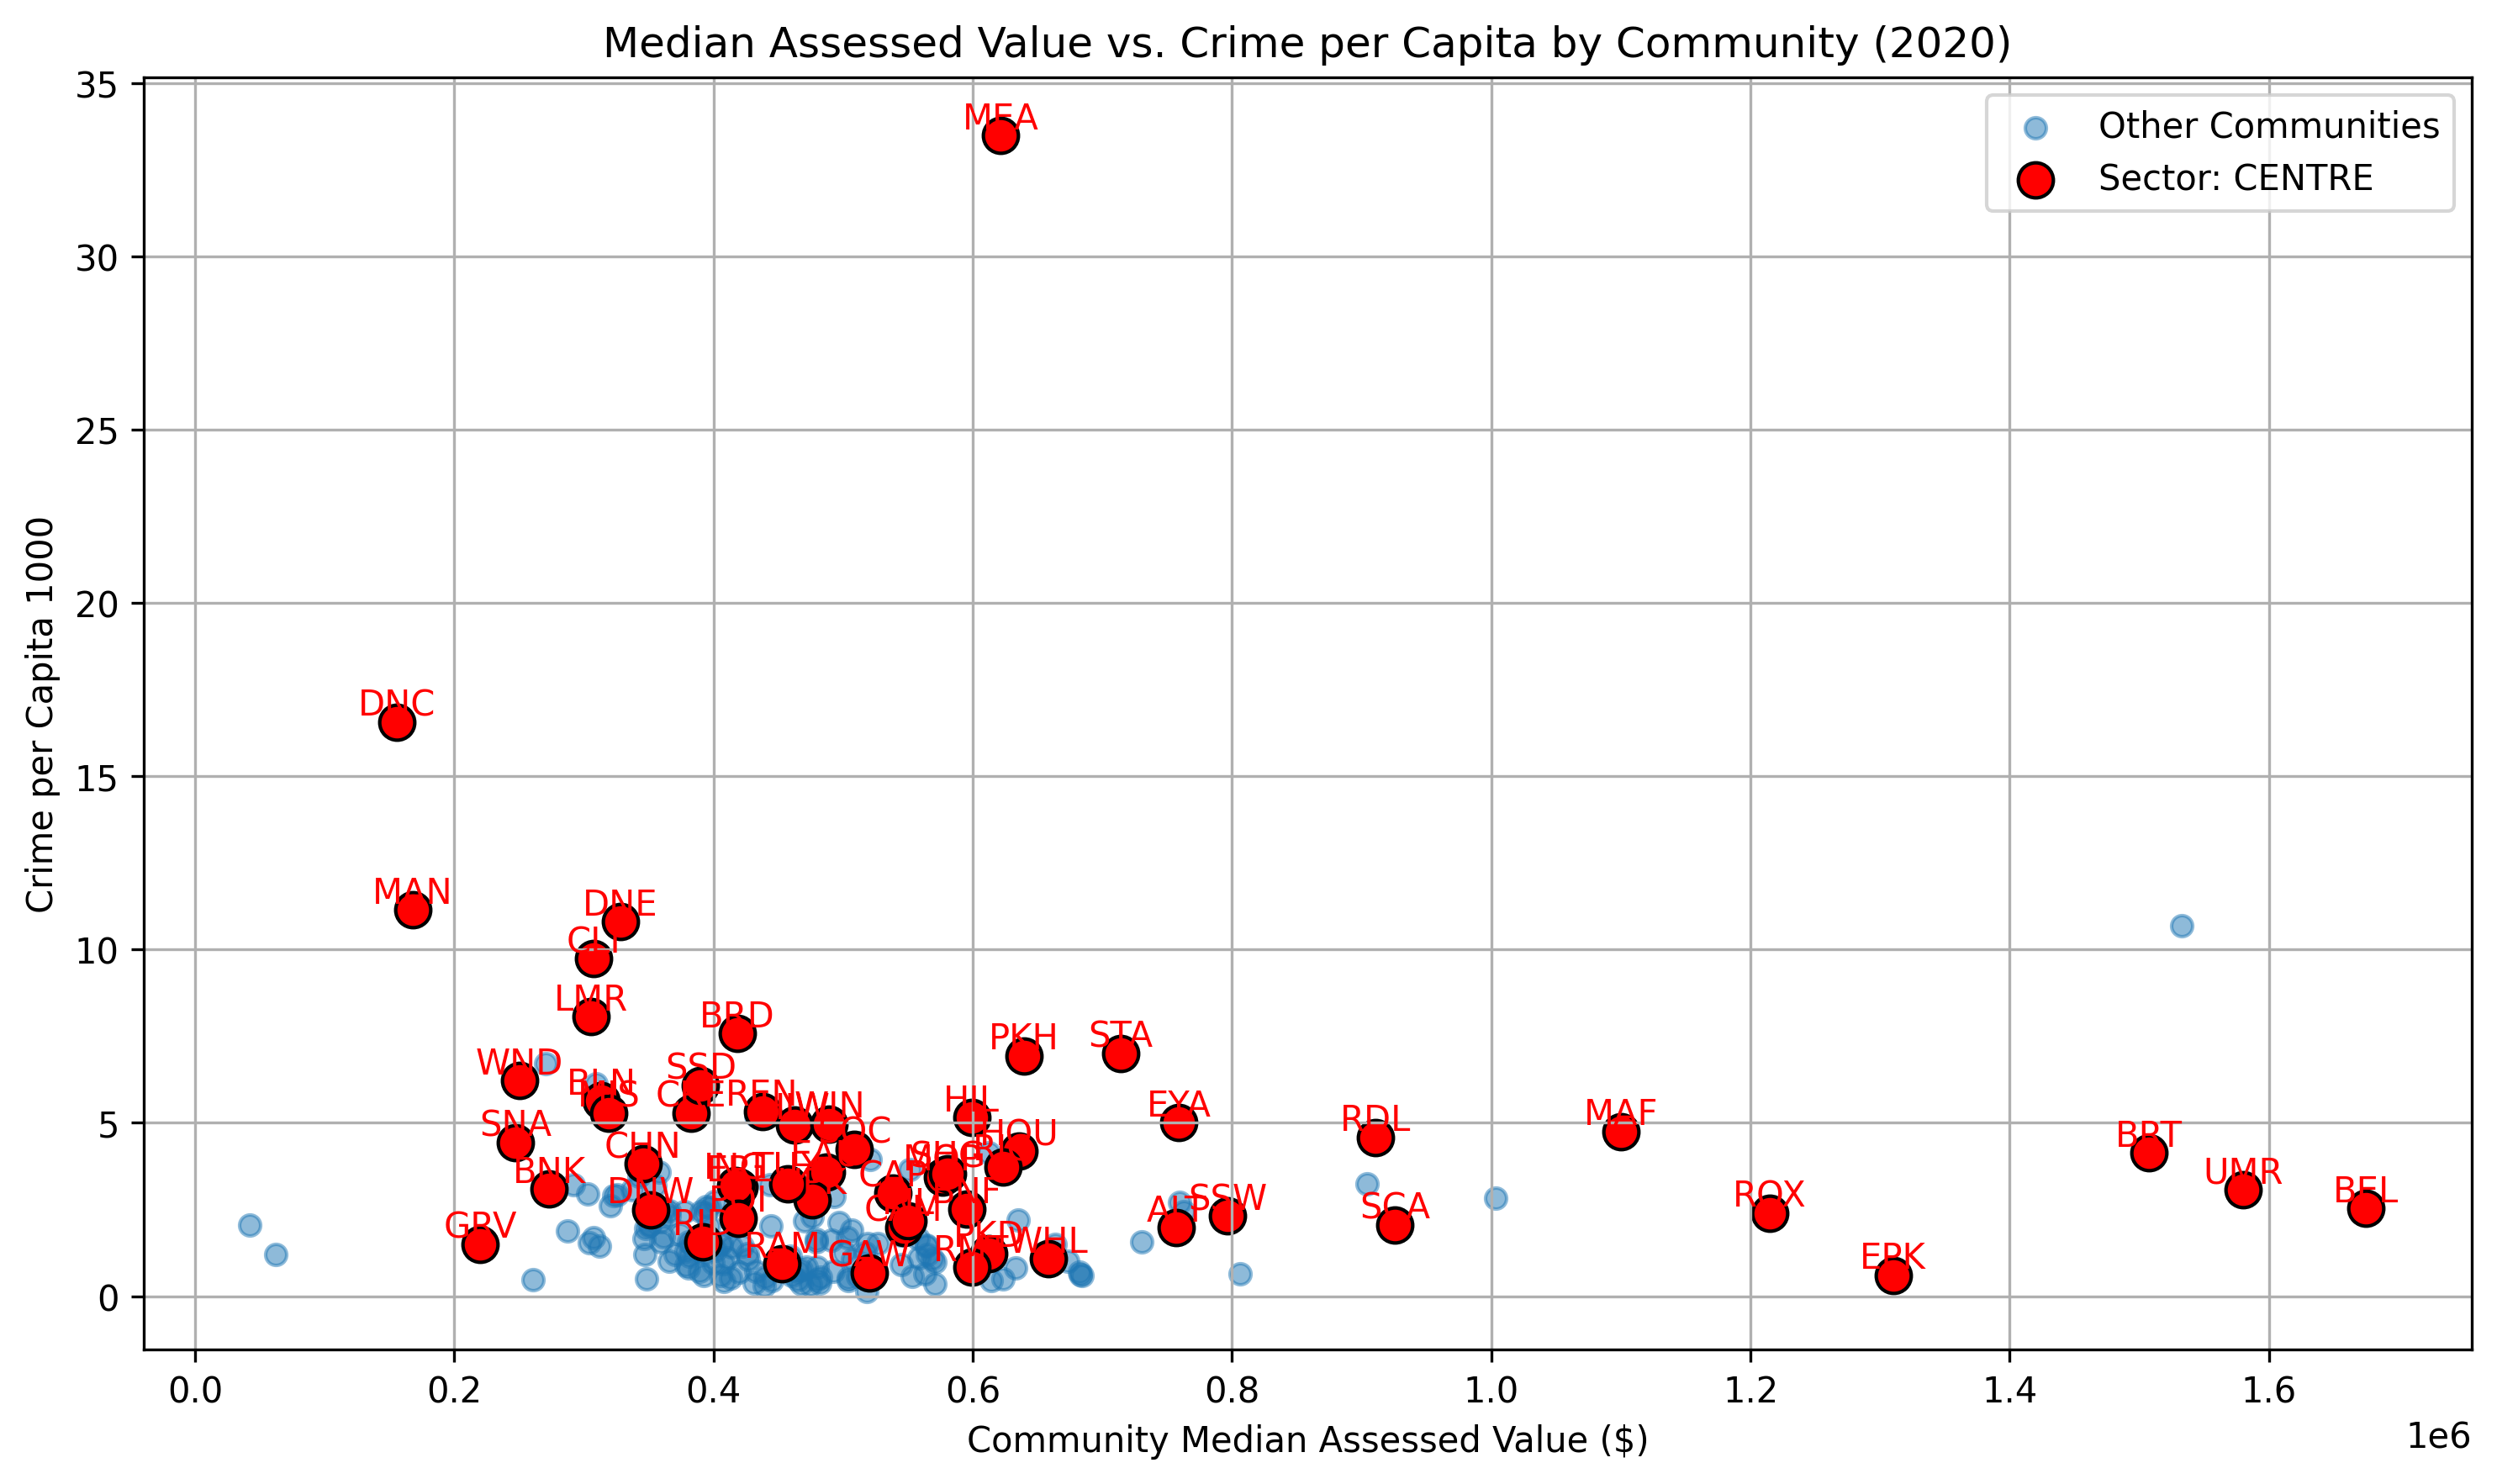 Median Assessed Value vs. Crime per Capita by Community (2020)
Other Communities
Sector: CENTRE
Crime per Capita 1000
35
30
25
20
15
10
5
0
MEA
DNC
MAN
DNE
CLI
LMR
BRD
PKH
STA
WND
SSD
BLN
REN
WIN
HIL
EXA
RDL
MAF
SNA
HOU
BRT
CHN
BNK
UMR
BEL
DNW
SSW
SCA
ROX
ALT
GRV
RAM
GAW
WHL
EPK
0.0
0.2
0.4
0.6
0.8
1.0
1.2
1.4
1.6
1e6
Community Median Assessed Value ($)